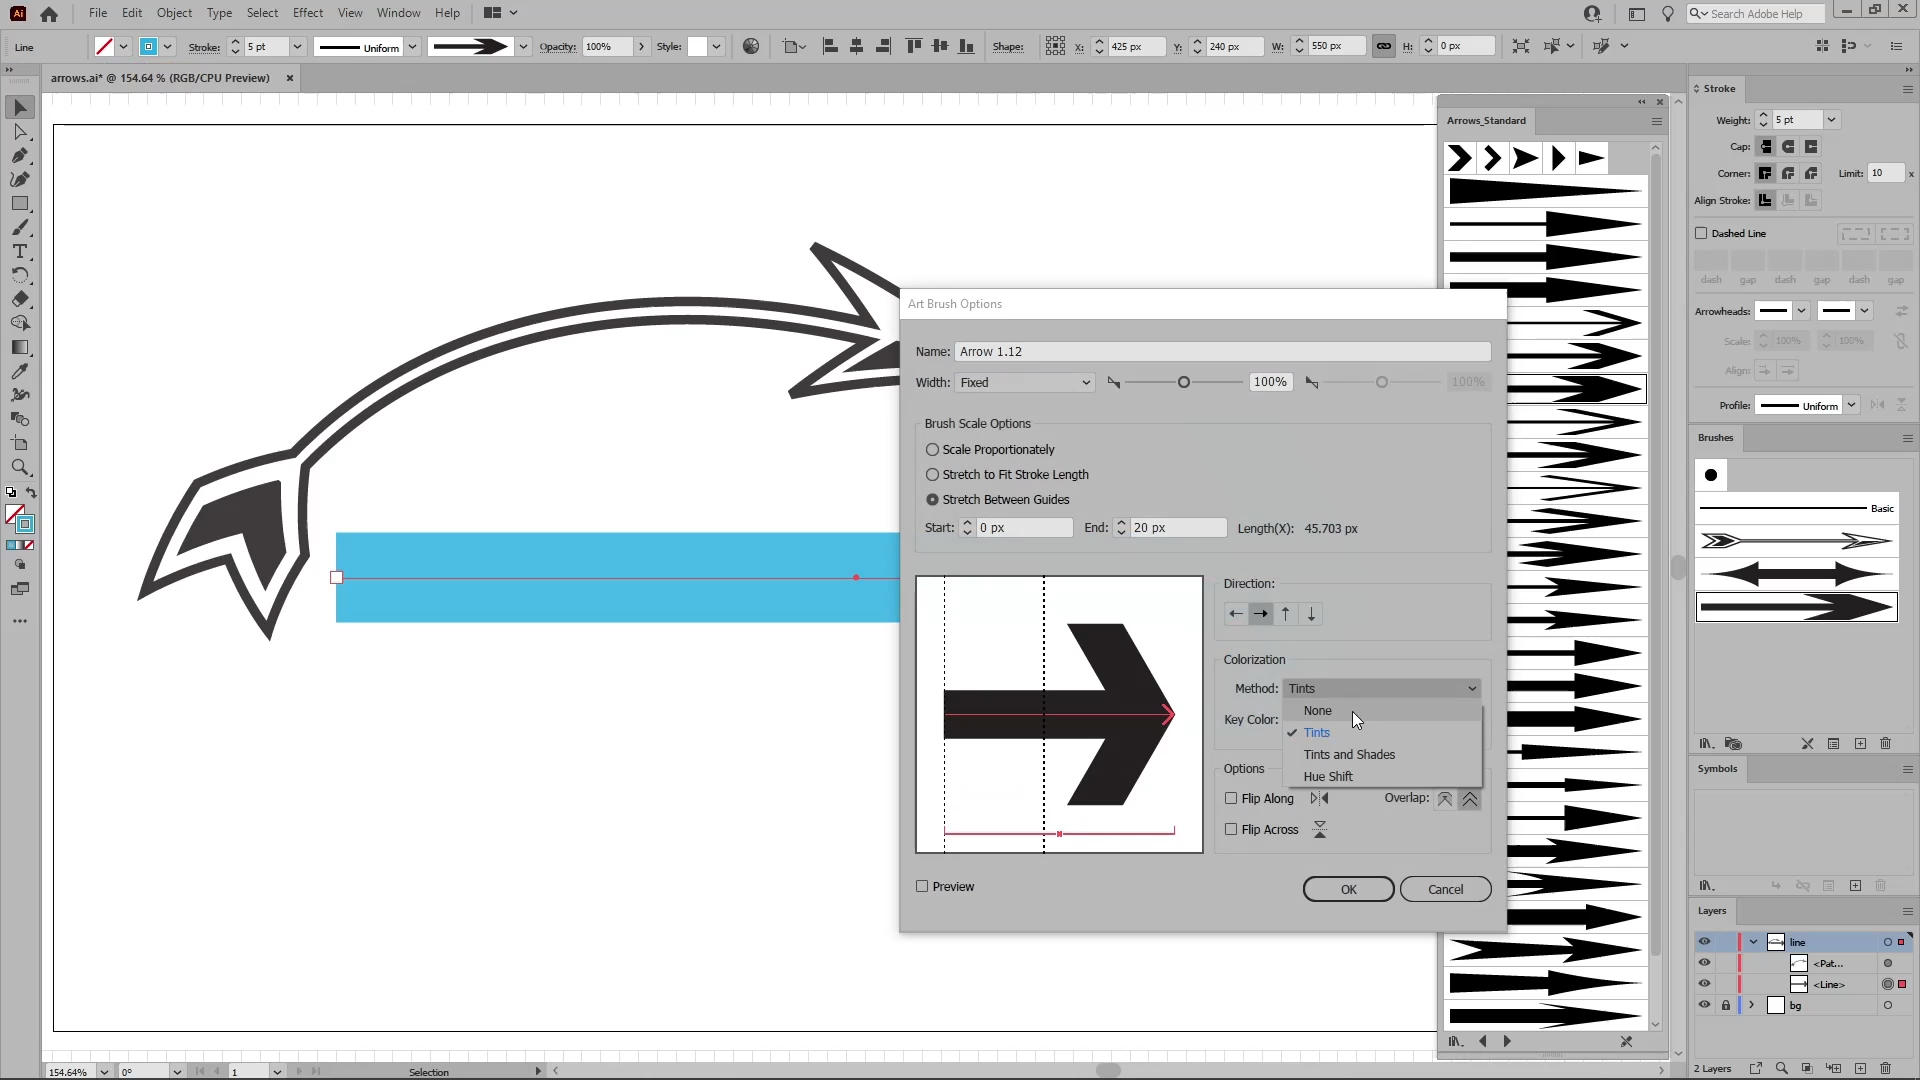 Ai File Edit Object Type Select Effect View Window Help Search Adobe Help
Line Stroke: 5 pt Uniform Opacity: 100% Style: Shape: X: 425 px Y: 240 px W: 550 px H: 0 px
arrows.ai* @ 154.64 % (RGB/CPU Preview)
Arrows_Standard
Art Brush Options
Name: Arrow 1.12
Width: Fixed 100% 100%
Brush Scale Options
Scale Proportionately
Stretch to Fit Stroke Length
Stretch Between Guides
Start: 0 px End: 20 px Length(X): 45.703 px
Direction:
Colorization
Method: Tints
Key Color:
None
Tints
Tints and Shades
Hue Shift
Options
Flip Along Overlap:
Flip Across
Preview
OK Cancel
Stroke
Weight: 5 pt
Cap:
Corner: Limit: 10 x
Align Stroke:
Dashed Line
dash gap dash gap dash gap
Arrowheads:
Scale: 100% 100%
Align:
Profile: Uniform
Brushes
Basic
Symbols
Layers
line
<Pat...
<Line>
bg
2 Layers
154.64% 0° 1 Selection